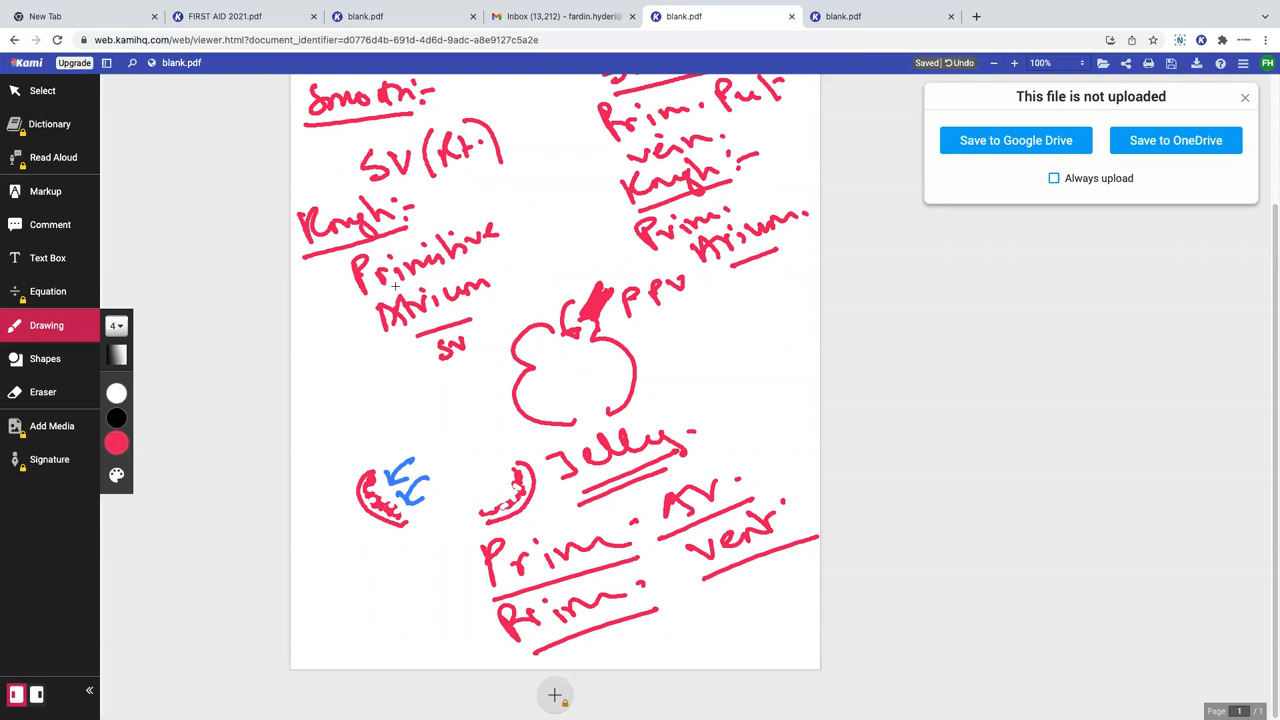 New Tab
FIRST AID 2021.pdf
blank.pdf
Inbox (13,212) - fardin.hyderi@
blank.pdf
blank.pdf
web.kamihq.com/web/viewer.html?document_identifier=d0776d4b-691d-4d6d-9adc-a8e9127c5a2e
Kami
Upgrade
blank.pdf
Saved
Undo
100%
FH
Select
Dictionary
Read Aloud
Markup
Comment
Text Box
Equation
Drawing
Shapes
Eraser
Add Media
Signature
4
This file is not uploaded
Save to Google Drive
Save to OneDrive
Always upload
Smooth:-
SV (Rt.)
Rough:-
Primitive
Atrium
SV
Prim. Pul
vein.
Rough:-
Prim.
Atrium.
PPV
Jelly
Prim. AV.
Prim. Vent.
Page 1 / 1